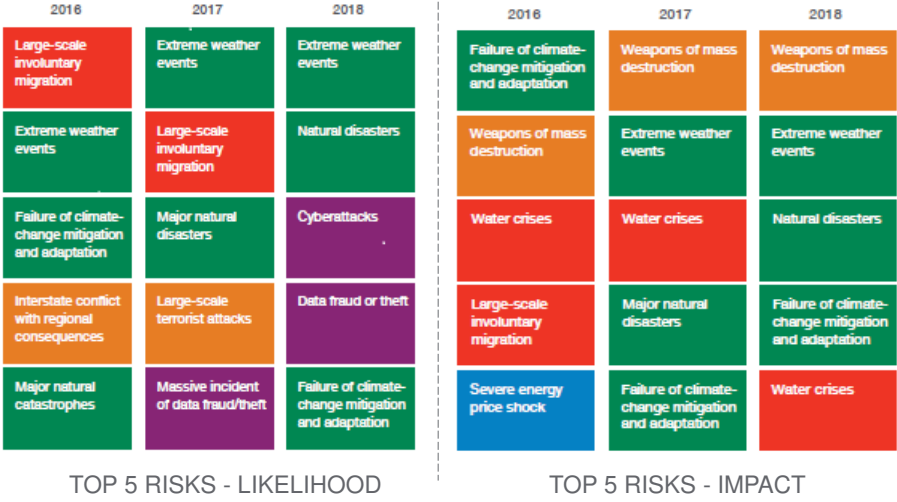 2016
2017
2018
Large-scale
involuntary
migration
Extreme weather
events
Extreme weather
events
Extreme weather
events
Large-scale
involuntary
migration
Natural disasters
Failure of climate-
change mitigation
and adaptation
Major natural
disasters
Cyberattacks
Interstate conflict
with regional
consequences
Large-scale
terrorist attacks
Data fraud or theft
Major natural
catastrophes
Massive incident
of data fraud/theft
Failure of climate-
change mitigation
and adaptation
TOP 5 RISKS - LIKELIHOOD
2016
2017
2018
Failure of climate-
change mitigation
and adaptation
Weapons of mass
destruction
Weapons of mass
destruction
Weapons of mass
destruction
Extreme weather
events
Extreme weather
events
Water crises
Water crises
Natural disasters
Large-scale
involuntary
migration
Major natural
disasters
Failure of climate-
change mitigation
and adaptation
Severe energy
price shock
Failure of climate-
change mitigation
and adaptation
Water crises
TOP 5 RISKS - IMPACT